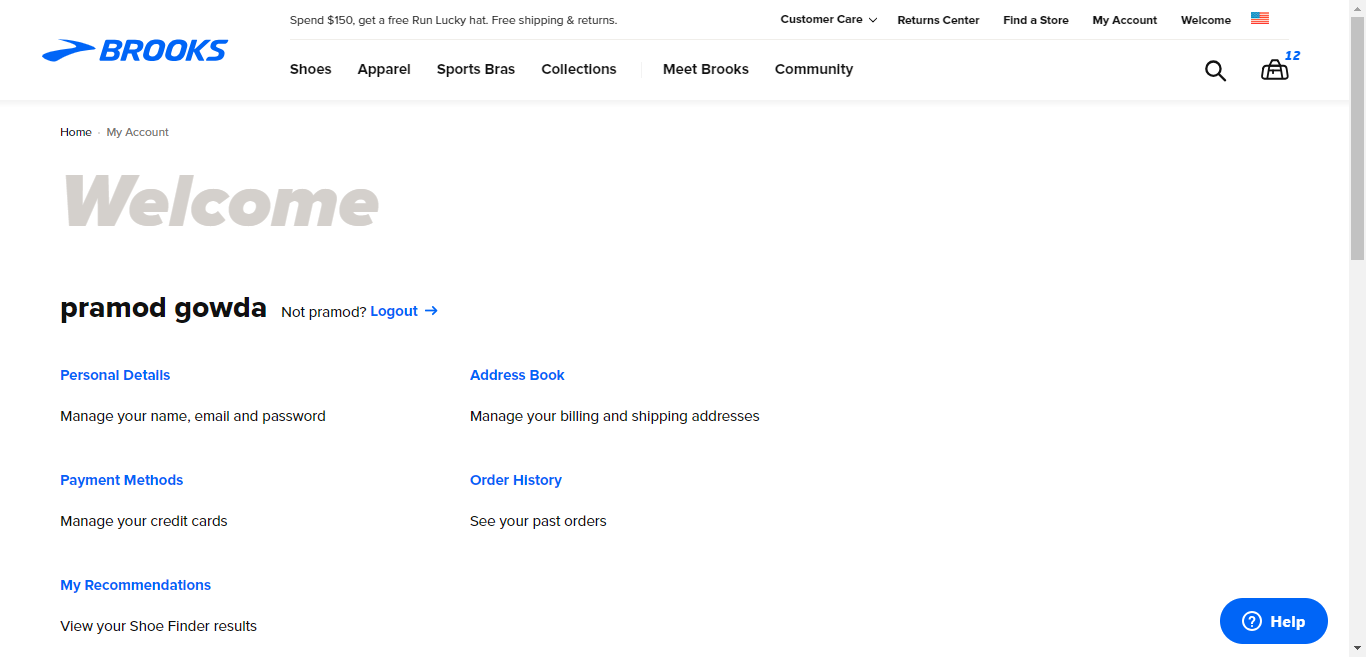 Spend $150, get a free Run Lucky hat. Free shipping & returns.
Customer Care Returns Center Find a Store My Account Welcome
BROOKS
Shoes Apparel Sports Bras Collections Meet Brooks Community
12
Home · My Account
Welcome
pramod gowda Not pramod? Logout →
Personal Details Address Book
Manage your name, email and password Manage your billing and shipping addresses
Payment Methods Order History
Manage your credit cards See your past orders
My Recommendations
View your Shoe Finder results
? Help